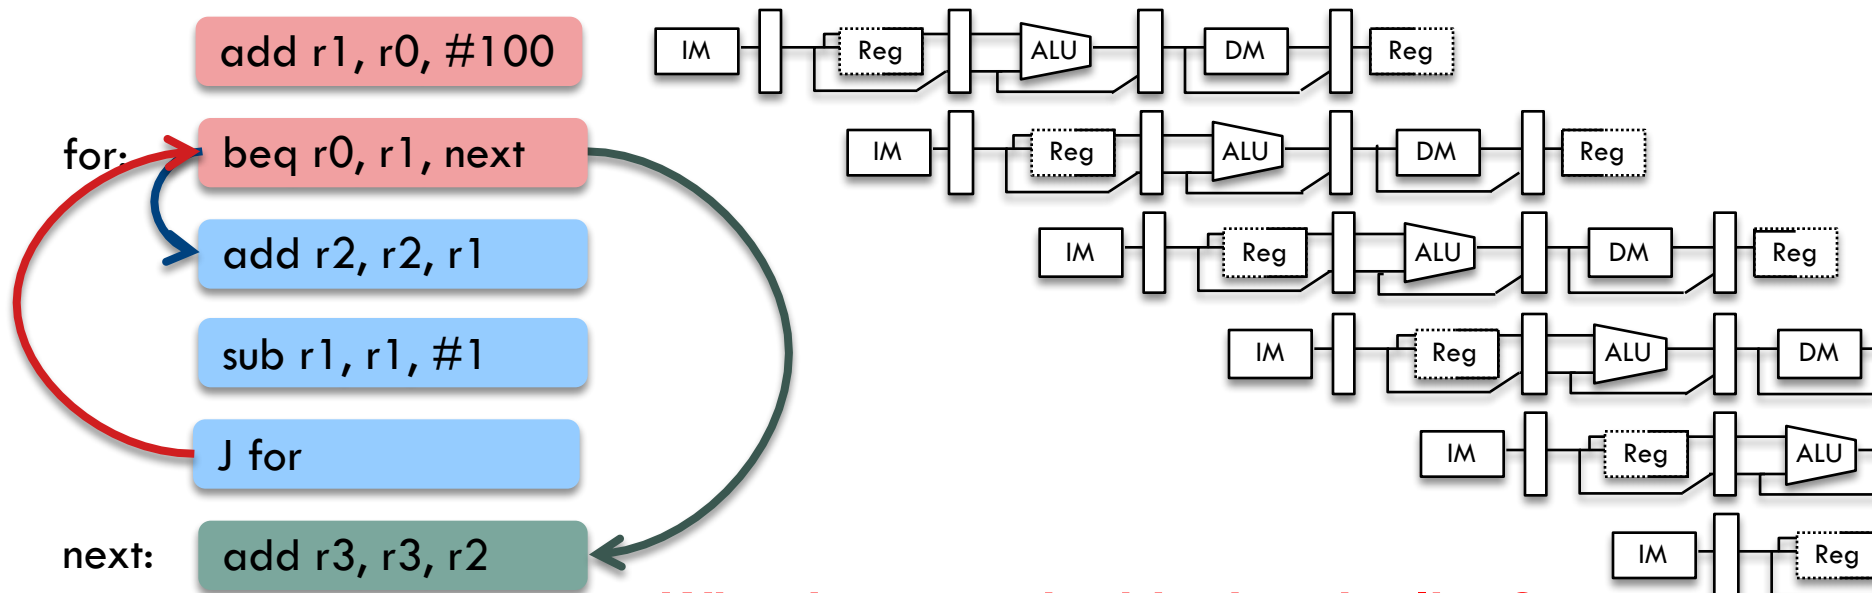 add r1, r0, #100
IM Reg ALU DM Reg
for: beq r0, r1, next
IM Reg ALU DM Reg
add r2, r2, r1
IM Reg ALU DM Reg
sub r1, r1, #1
IM Reg ALU DM
J for
IM Reg ALU
next: add r3, r3, r2
IM Reg